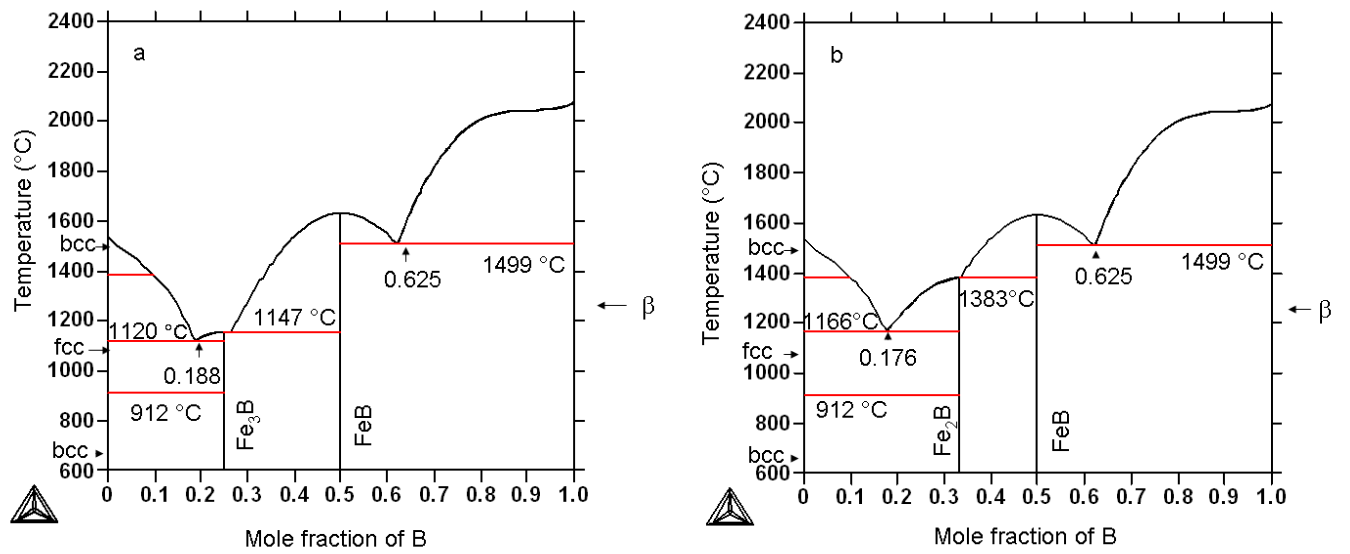 a
2400
2200
2000
1800
1600
1400
1200
1000
800
600
Temperature (°C)
bcc
fcc
bcc
1120 °C
0.188
912 °C
1147 °C
0.625
1499 °C
Fe3B
FeB
β
0 0.1 0.2 0.3 0.4 0.5 0.6 0.7 0.8 0.9 1.0
Mole fraction of B
b
2400
2200
2000
1800
1600
1400
1200
1000
800
600
Temperature (°C)
bcc
fcc
bcc
1166°C
0.176
912 °C
1383°C
0.625
1499 °C
Fe2B
FeB
β
0 0.1 0.2 0.3 0.4 0.5 0.6 0.7 0.8 0.9 1.0
Mole fraction of B